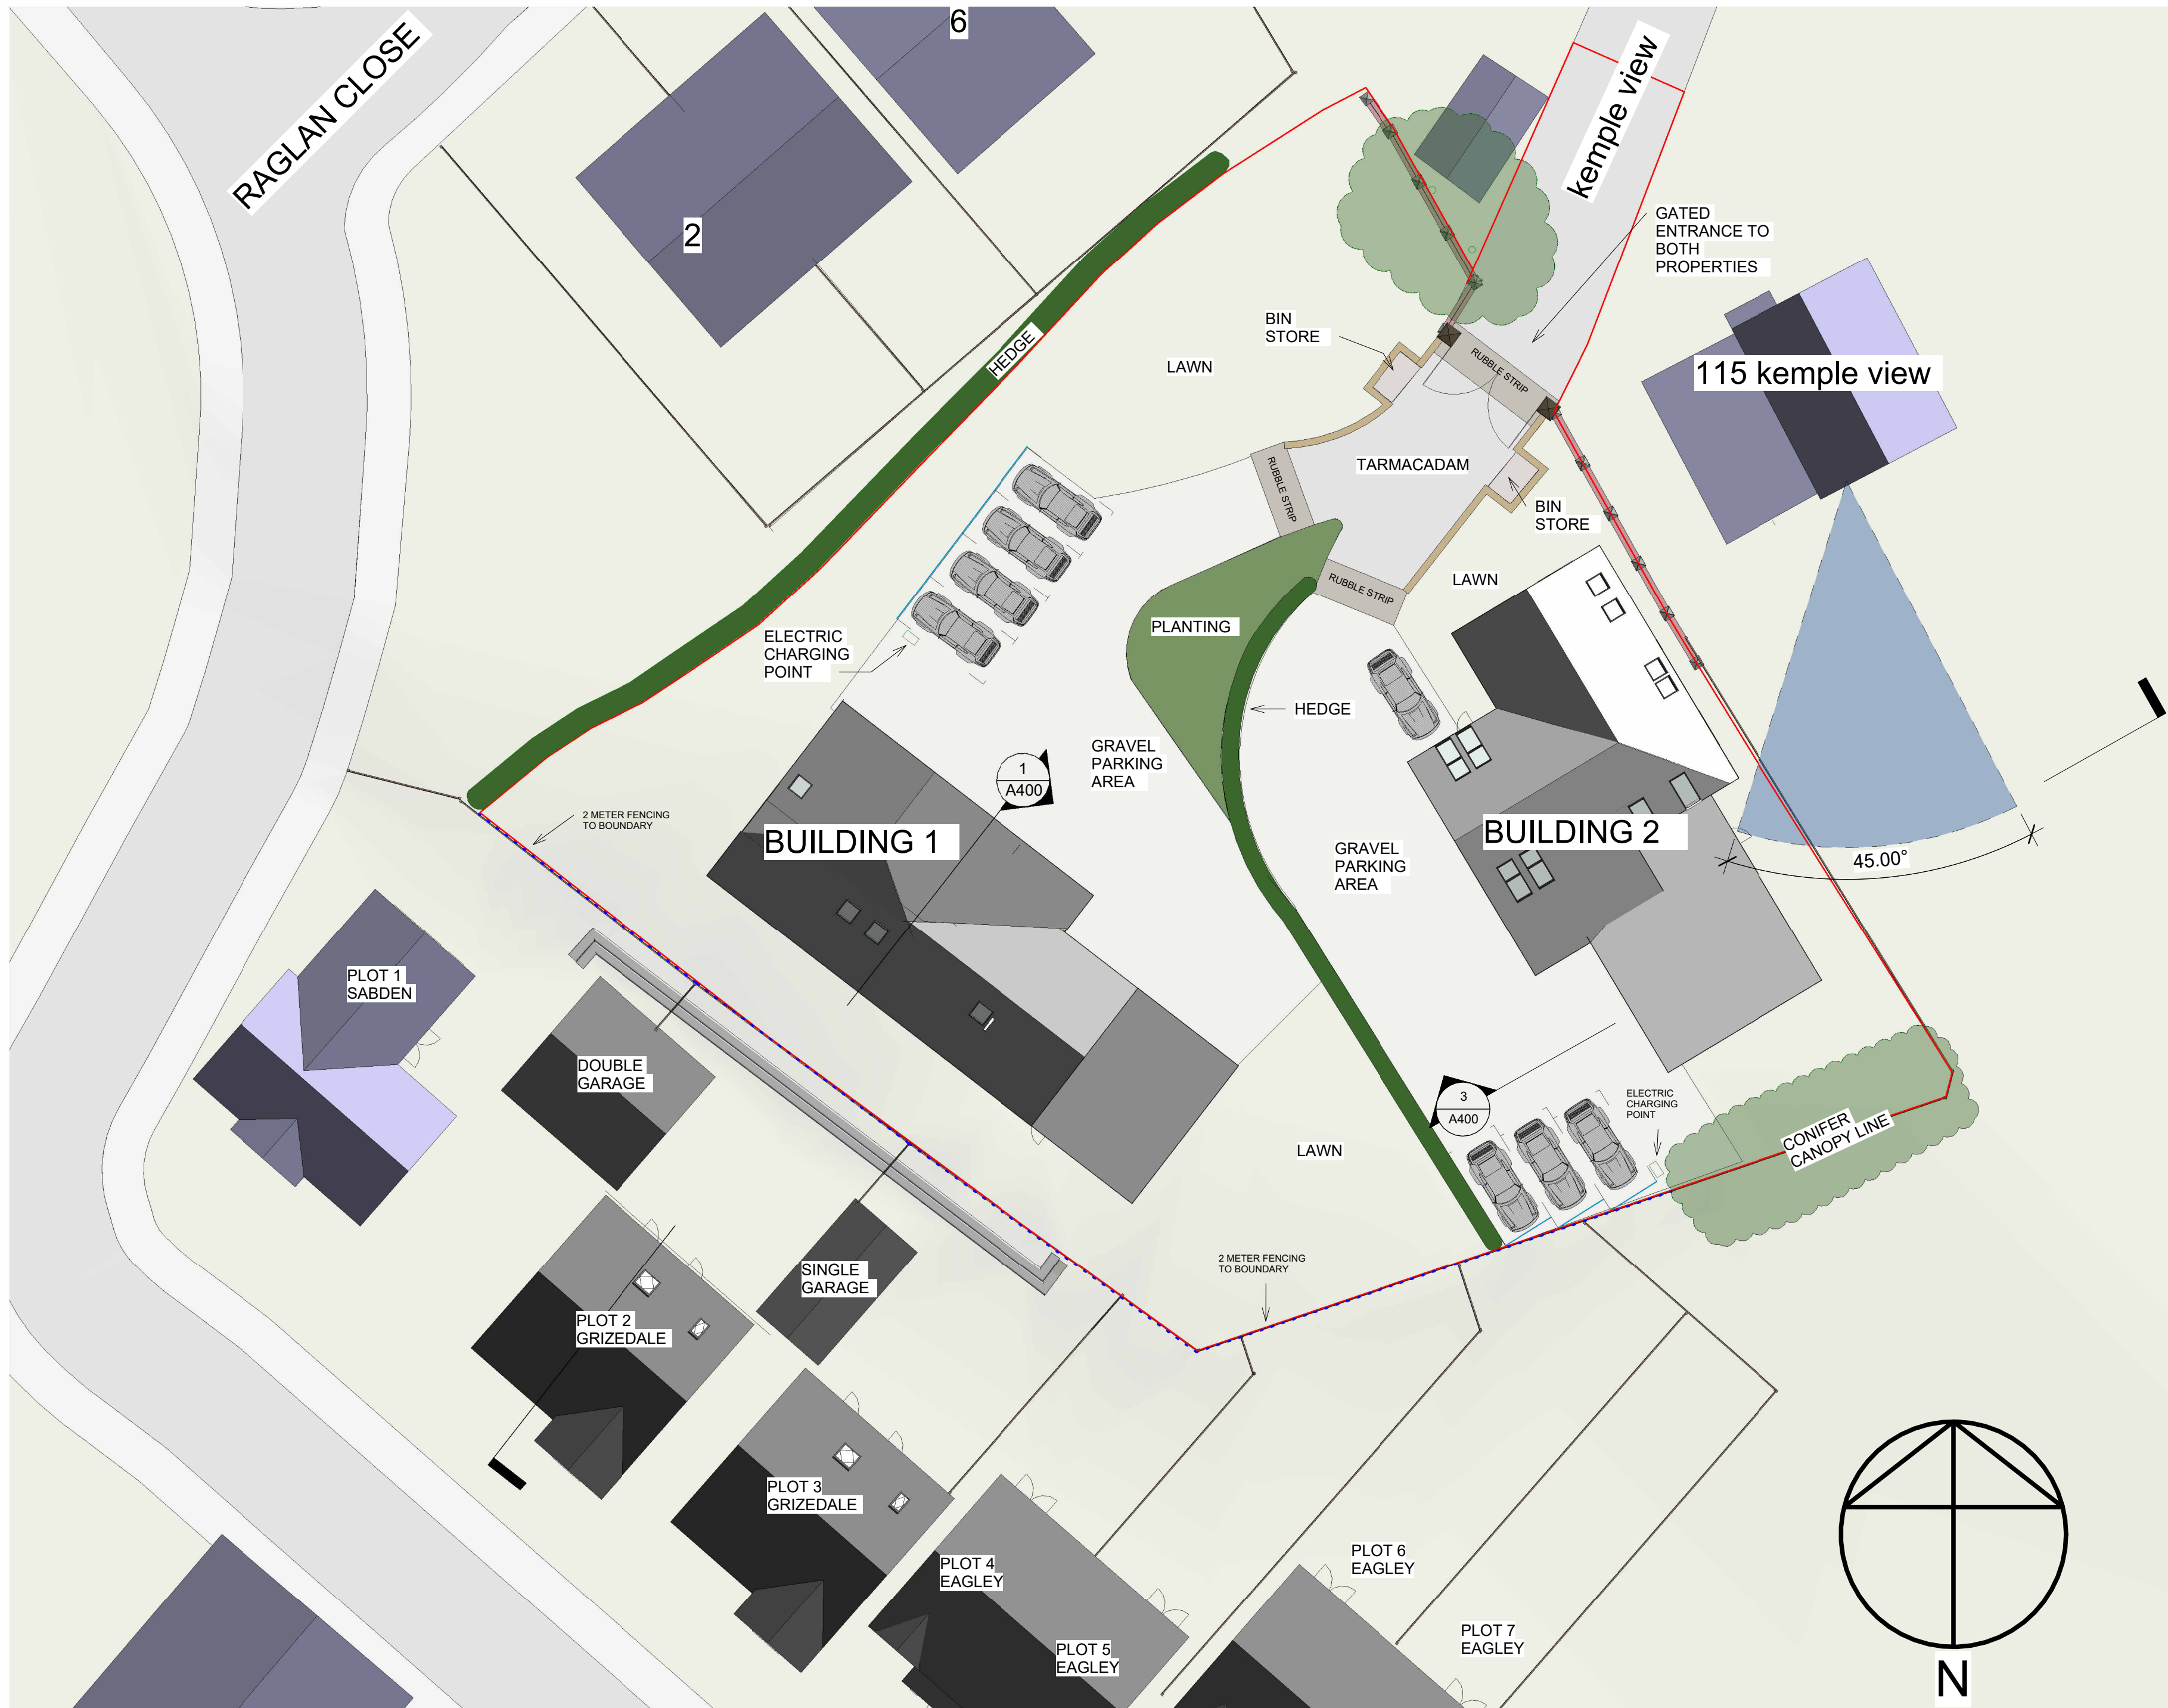 RAGLAN CLOSE
6
2
kemple view
GATED
ENTRANCE TO
BOTH
PROPERTIES
BIN
STORE
HEDGE
LAWN
RUBBLE STRIP
115 kemple view
RUBBLE STRIP
TARMACADAM
BIN
STORE
LAWN
RUBBLE STRIP
PLANTING
ELECTRIC
CHARGING
POINT
HEDGE
GRAVEL
PARKING
AREA
1
A400
2 METER FENCING
TO BOUNDARY
BUILDING 1
BUILDING 2
GRAVEL
PARKING
AREA
45.00°
PLOT 1
SABDEN
DOUBLE
GARAGE
3
A400
ELECTRIC
CHARGING
POINT
CONIFER
CANOPY LINE
LAWN
2 METER FENCING
TO BOUNDARY
SINGLE
GARAGE
PLOT 2
GRIZEDALE
PLOT 3
GRIZEDALE
PLOT 4
EAGLEY
PLOT 5
EAGLEY
PLOT 6
EAGLEY
PLOT 7
EAGLEY
N